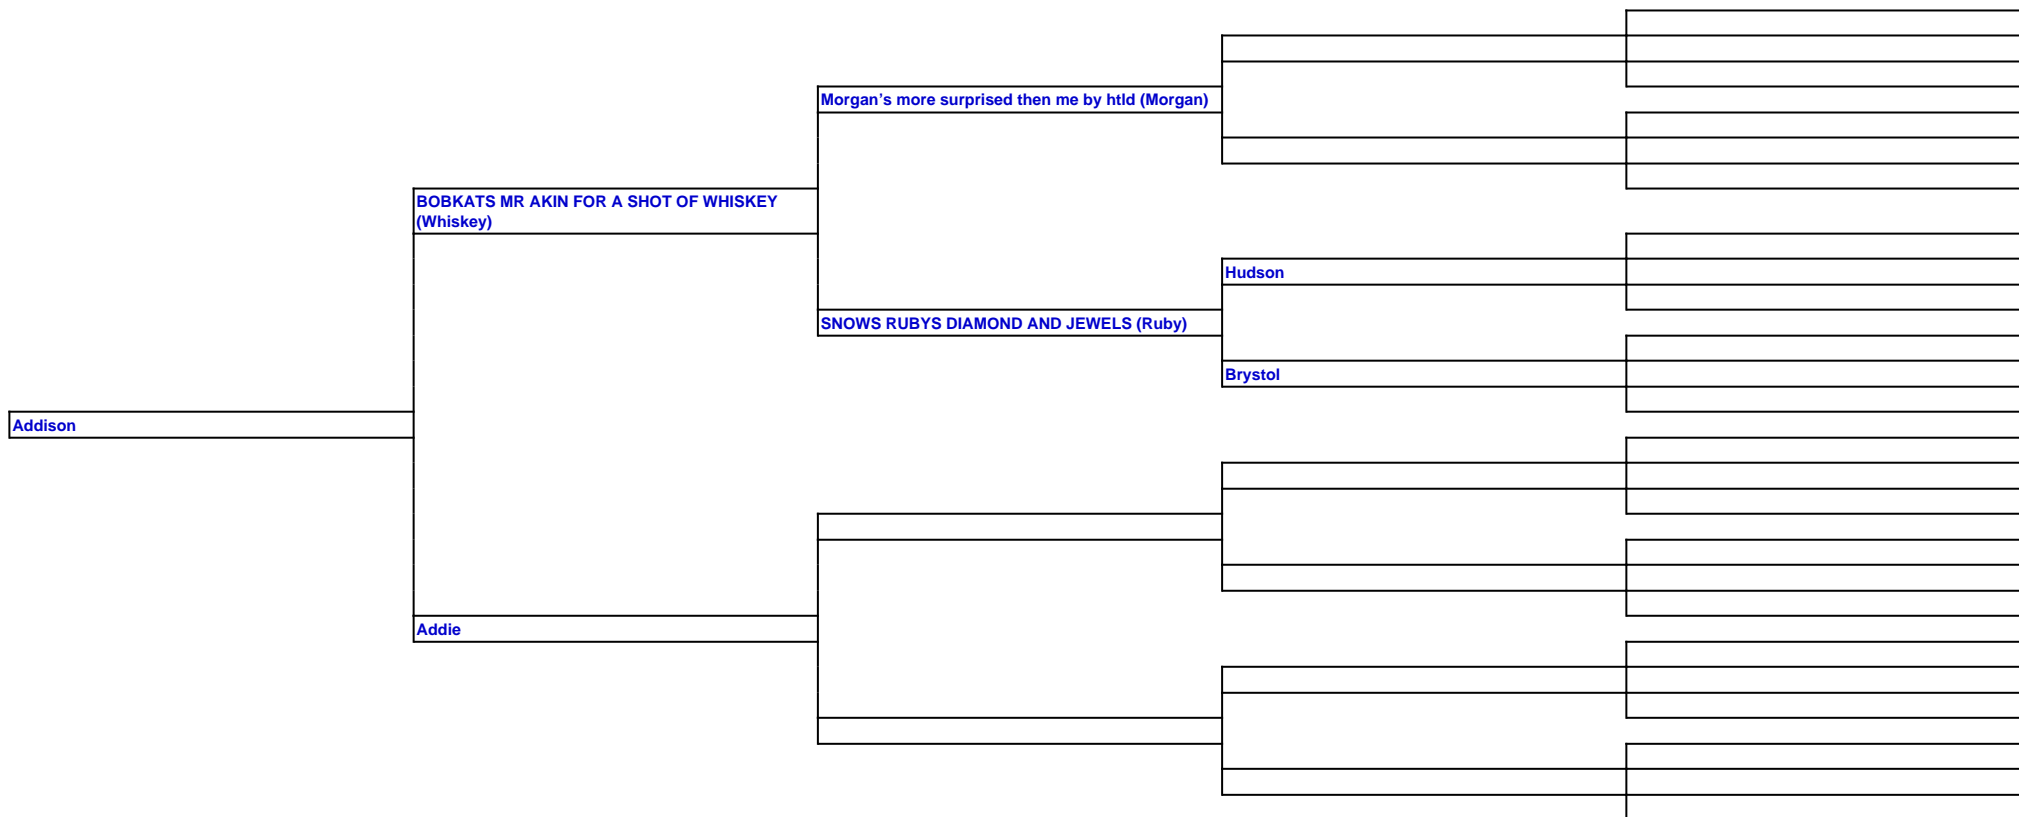 Morgan’s more surprised then me by htld (Morgan)
BOBKATS MR AKIN FOR A SHOT OF WHISKEY
(Whiskey)
Hudson
SNOWS RUBYS DIAMOND AND JEWELS (Ruby)
Brystol
Addison
Addie